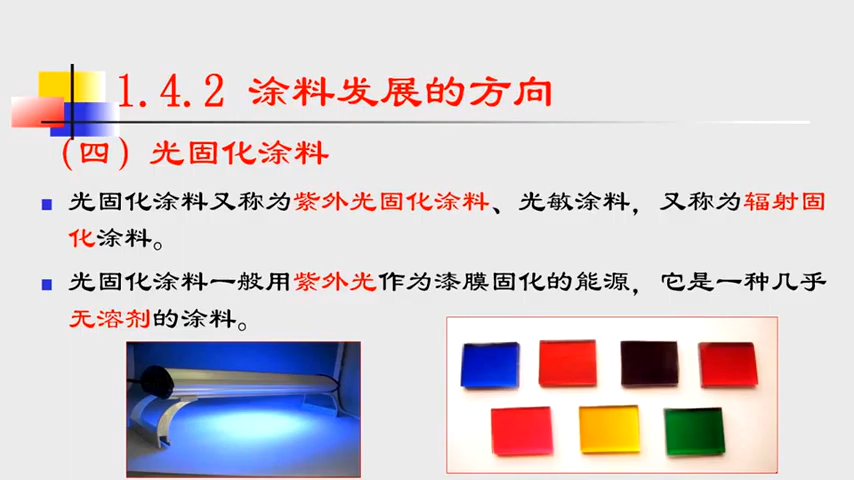 1.4.2 涂料发展的方向
（四）光固化涂料
光固化涂料又称为紫外光固化涂料、光敏涂料，又称为辐射固
化涂料。
光固化涂料一般用紫外光作为漆膜固化的能源，它是一种几乎
无溶剂的涂料。